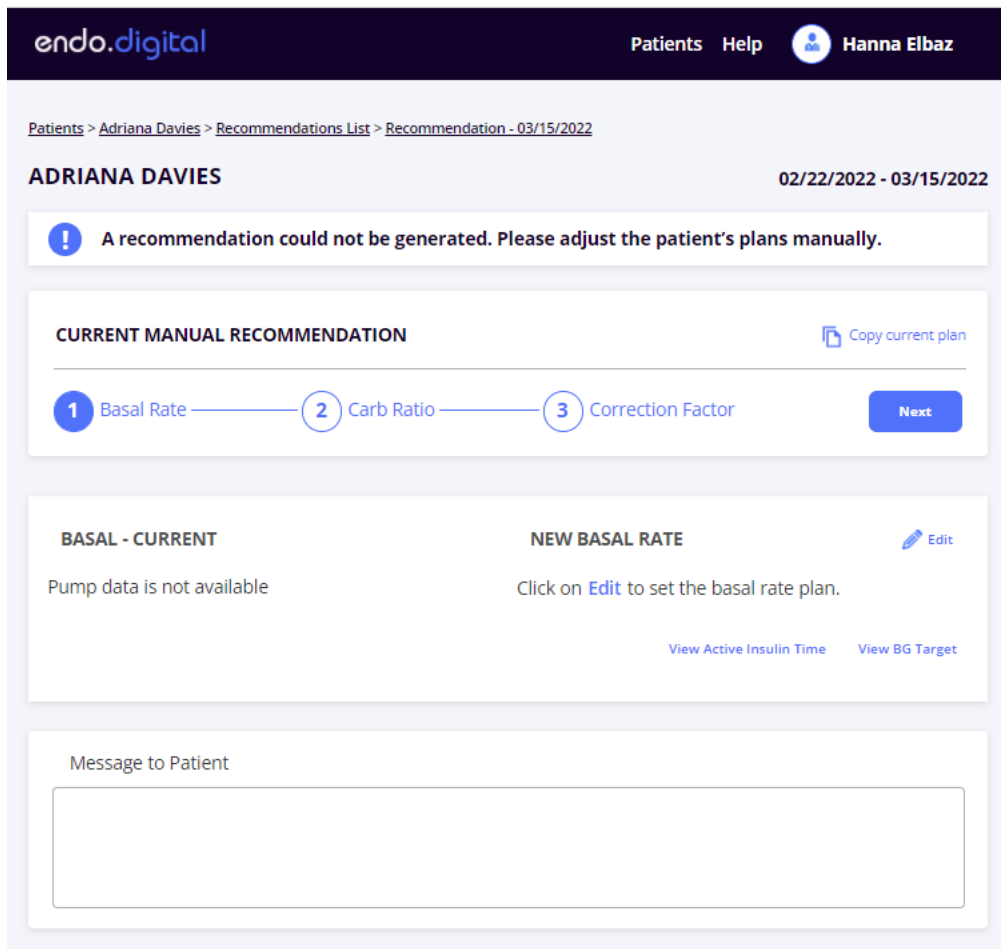 endo.digital Patients Help Hanna Elbaz
Patients > Adriana Davies > Recommendations List > Recommendation - 03/15/2022
ADRIANA DAVIES 02/22/2022 - 03/15/2022
! A recommendation could not be generated. Please adjust the patient’s plans manually.
CURRENT MANUAL RECOMMENDATION Copy current plan
1 Basal Rate 2 Carb Ratio 3 Correction Factor Next
BASAL - CURRENT NEW BASAL RATE Edit
Pump data is not available Click on Edit to set the basal rate plan.
View Active Insulin Time View BG Target
Message to Patient